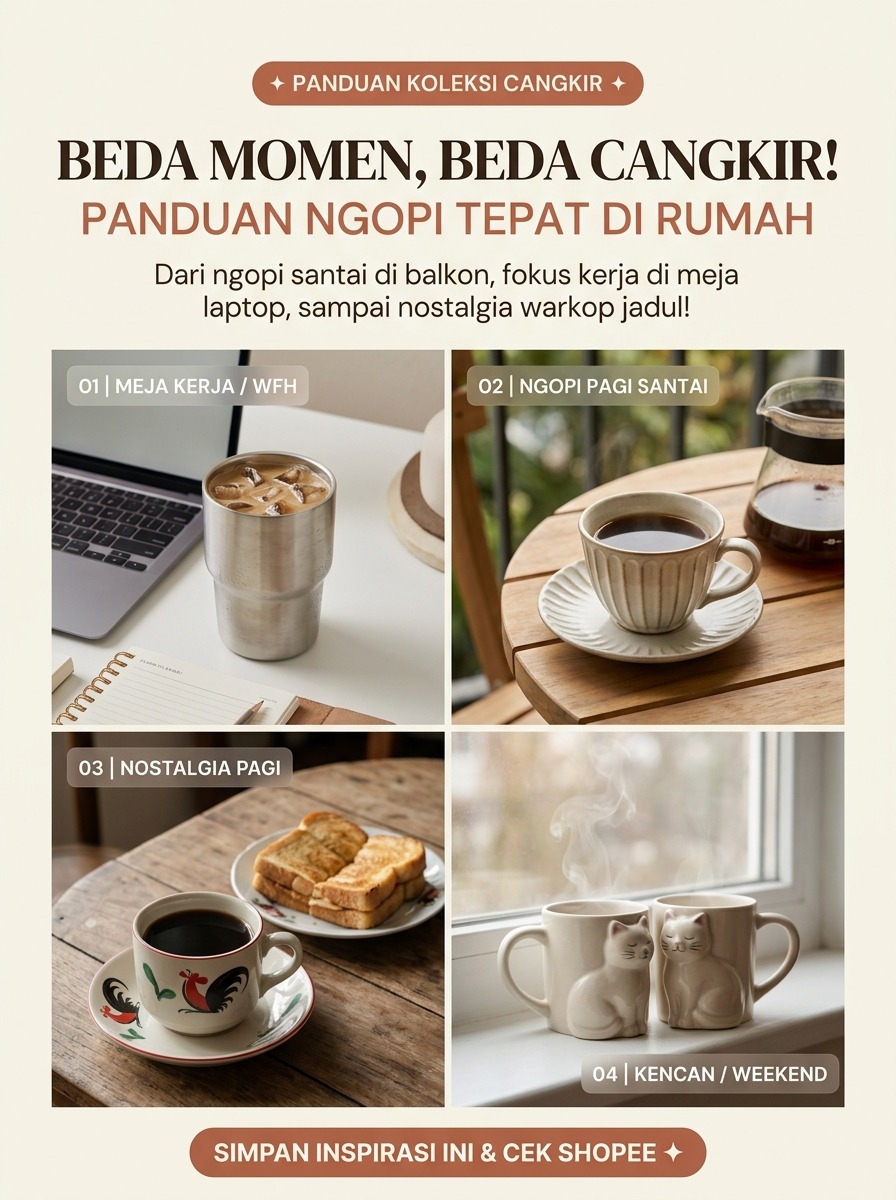 ✦ PANDUAN KOLEKSI CANGKIR ✦
BEDA MOMEN, BEDA CANGKIR!
PANDUAN NGOPI TEPAT DI RUMAH
Dari ngopi santai di balkon, fokus kerja di meja
laptop, sampai nostalgia warkop jadul!
01 | MEJA KERJA / WFH
02 | NGOPI PAGI SANTAI
03 | NOSTALGIA PAGI
04 | KENCAN / WEEKEND
SIMPAN INSPIRASI INI & CEK SHOPEE ✦